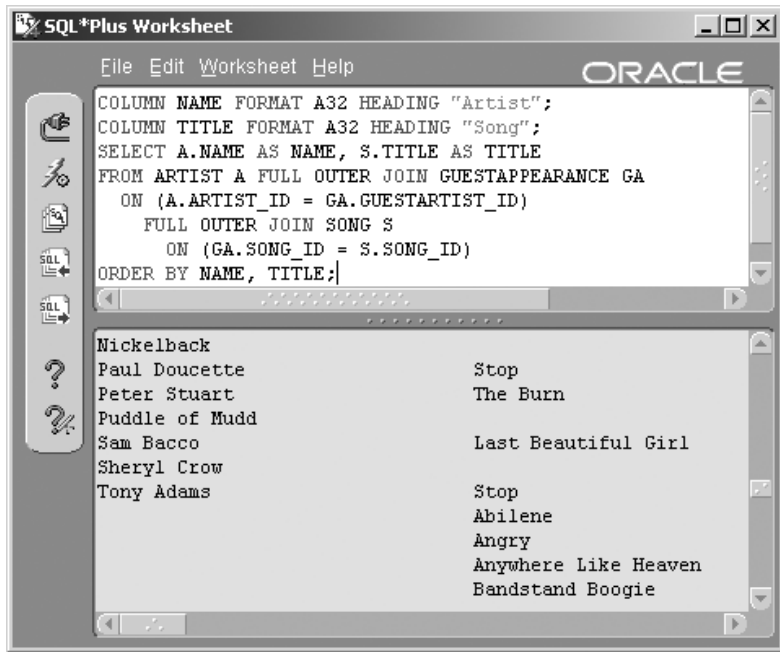 SQL*Plus Worksheet
File Edit Worksheet Help
ORACLE
COLUMN NAME FORMAT A32 HEADING "Artist";
COLUMN TITLE FORMAT A32 HEADING "Song";
SELECT A.NAME AS NAME, S.TITLE AS TITLE
FROM ARTIST A FULL OUTER JOIN GUESTAPPEARANCE GA
ON (A.ARTIST_ID = GA.GUESTARTIST_ID)
FULL OUTER JOIN SONG S
ON (GA.SONG_ID = S.SONG_ID)
ORDER BY NAME, TITLE;
SQL
SQL
Nickelback
Paul Doucette Stop
Peter Stuart The Burn
Puddle of Mudd
Sam Bacco Last Beautiful Girl
Sheryl Crow
Tony Adams Stop
Abilene
Angry
Anywhere Like Heaven
Bandstand Boogie